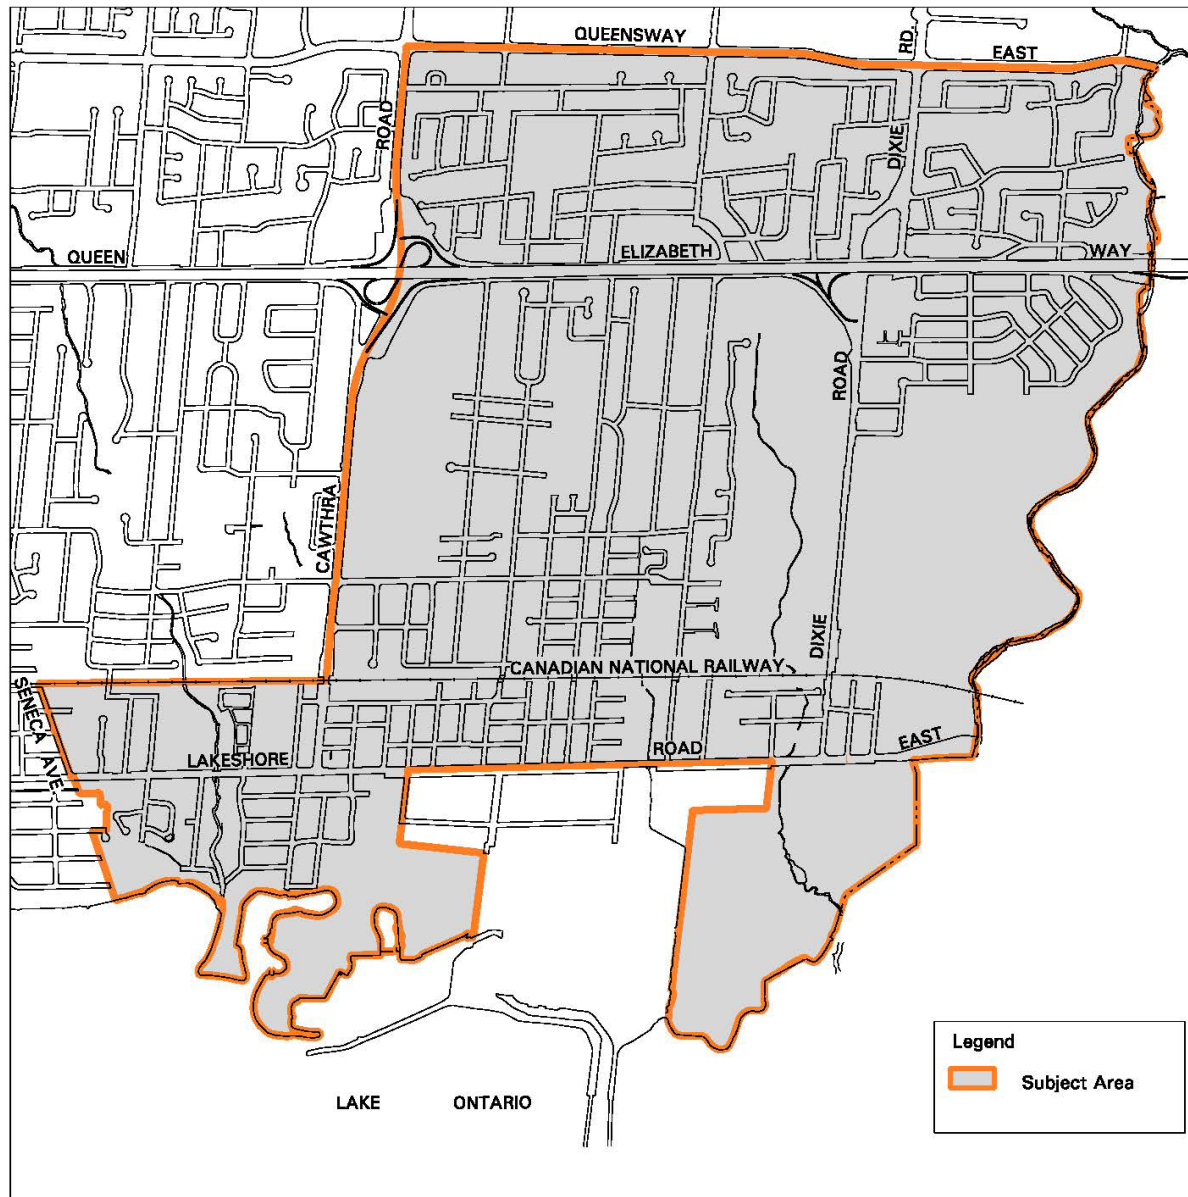 QUEENSWAY
EAST
RD.
ROAD
DIXIE
QUEEN
ELIZABETH
WAY
ROAD
CAWTHRA
DIXIE
CANADIAN NATIONAL RAILWAY
SENECA AVE.
LAKESHORE
ROAD
EAST
Legend
Subject Area
LAKE ONTARIO